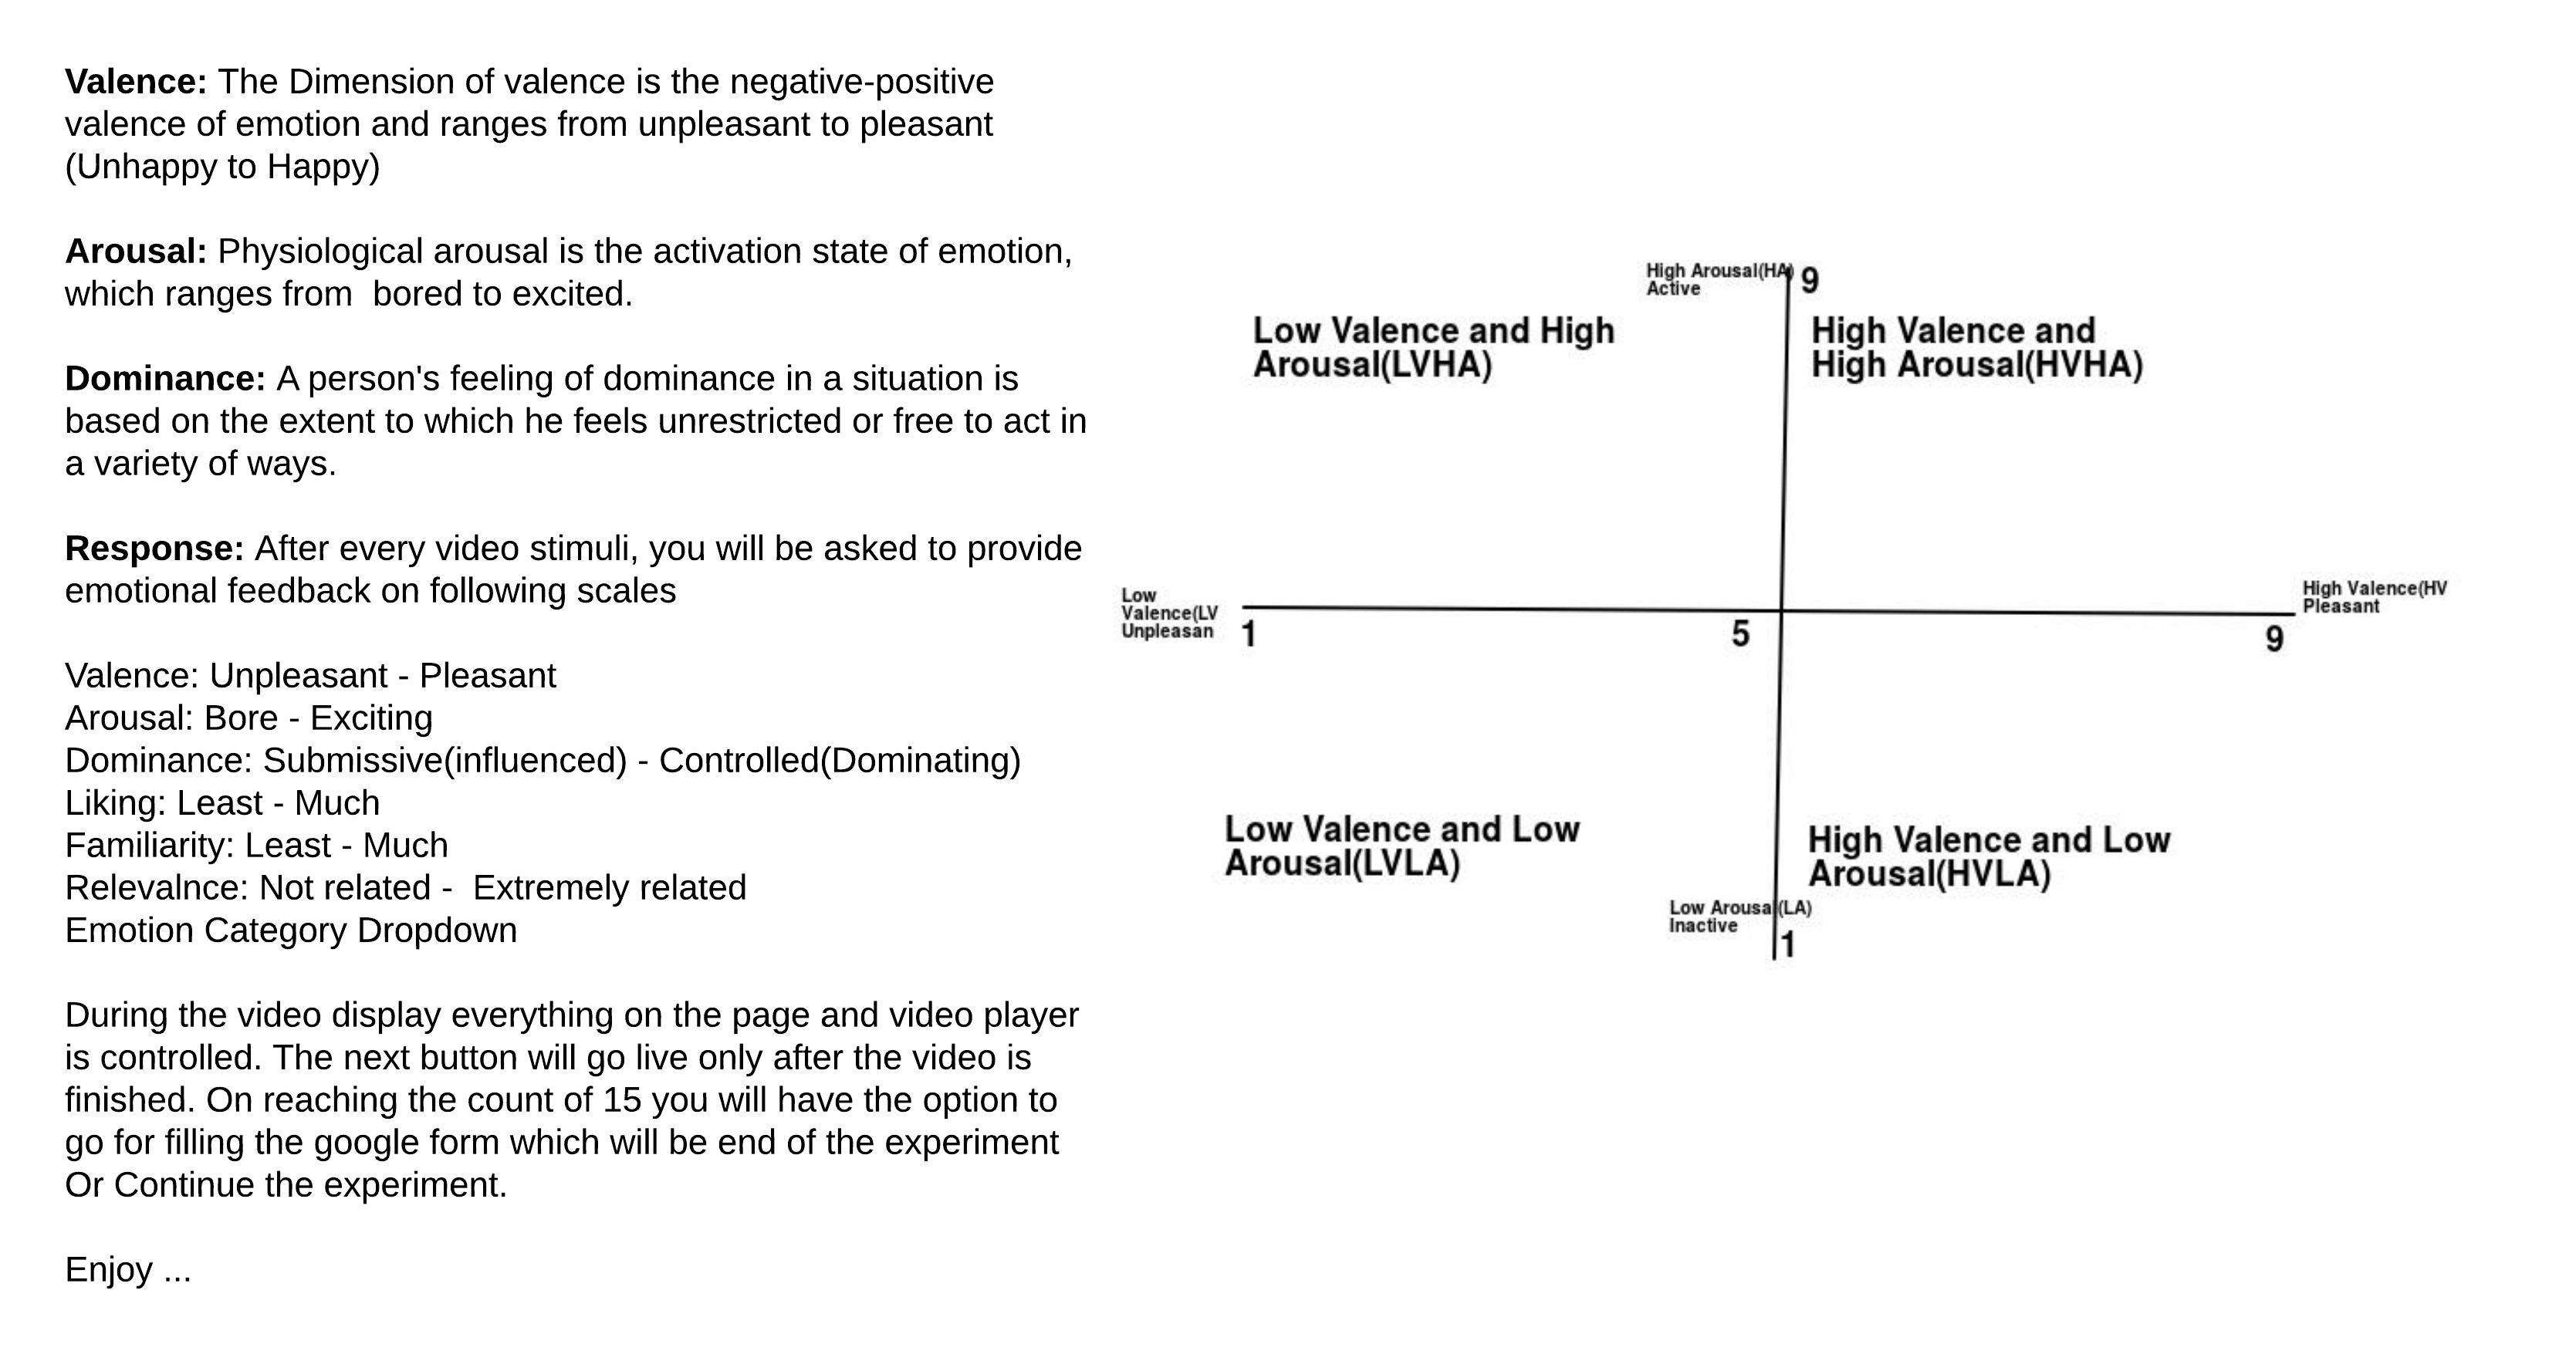 Valence: The Dimension of valence is the negative-positive
valence of emotion and ranges from unpleasant to pleasant
(Unhappy to Happy)
Arousal: Physiological arousal is the activation state of emotion,
which ranges from  bored to excited.
Dominance: A person's feeling of dominance in a situation is
based on the extent to which he feels unrestricted or free to act in
a variety of ways.
Response: After every video stimuli, you will be asked to provide
emotional feedback on following scales
Valence: Unpleasant - Pleasant
Arousal: Bore - Exciting
Dominance: Submissive(influenced) - Controlled(Dominating)
Liking: Least - Much
Familiarity: Least - Much
Relevalnce: Not related -  Extremely related
Emotion Category Dropdown
During the video display everything on the page and video player
is controlled. The next button will go live only after the video is
finished. On reaching the count of 15 you will have the option to
go for filling the google form which will be end of the experiment
Or Continue the experiment.
Enjoy ...
High Arousal(HA)
Active
9
Low Valence and High
Arousal(LVHA)
High Valence and
High Arousal(HVHA)
Low
Valence(LV
Unpleasan
1
5
9
High Valence(HV
Pleasant
Low Valence and Low
Arousal(LVLA)
High Valence and Low
Arousal(HVLA)
Low Arousal(LA)
Inactive
1